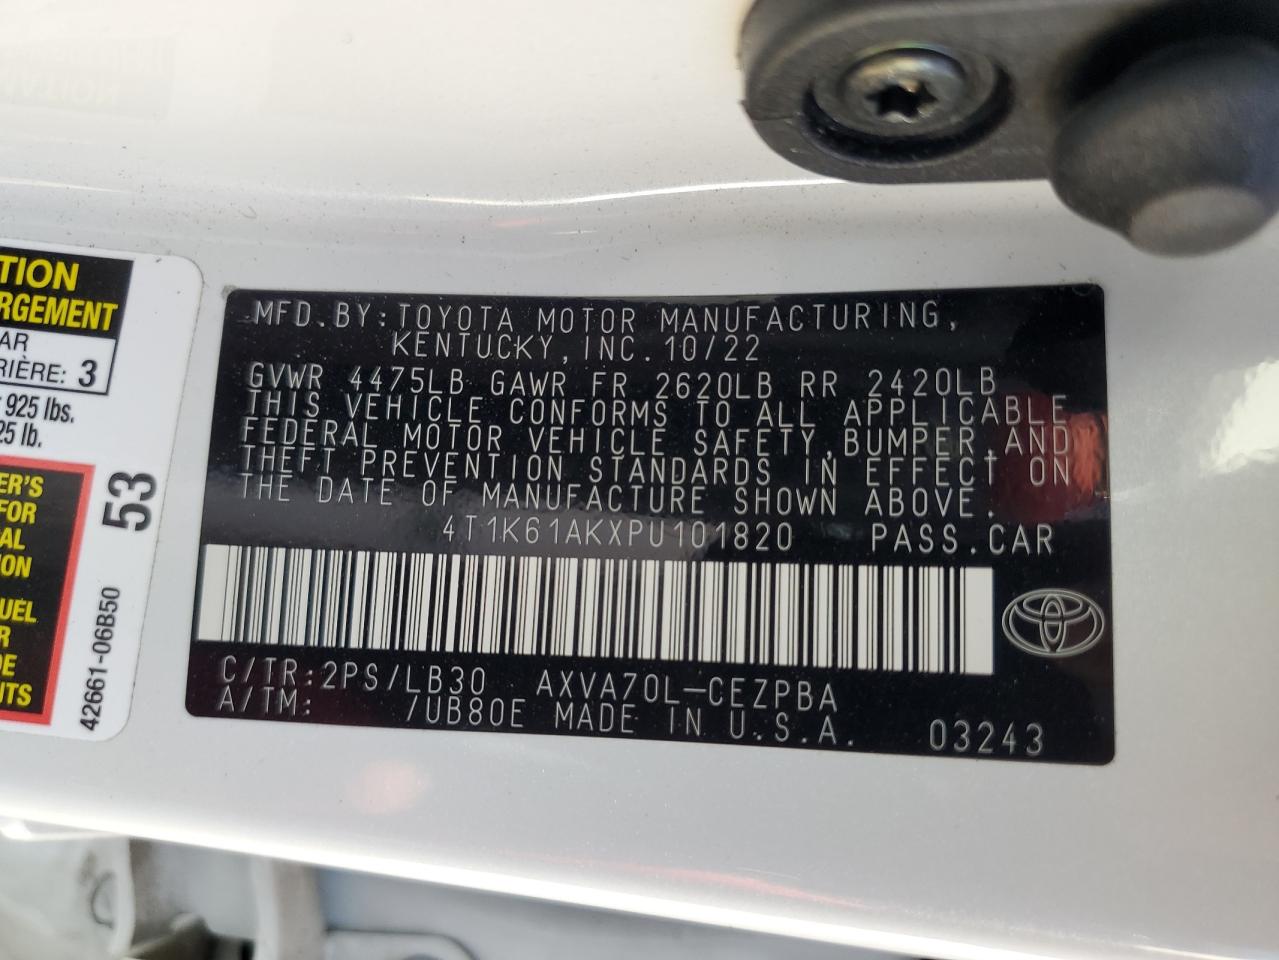 TION
RGEMENT
AR
RIÈRE: 3
925 lbs.
25 lb.
ER'S
FOR
AL
ON
UEL
R
DE
ITS
53
42661-06B50
MFD.BY:TOYOTA MOTOR MANUFACTURING,
KENTUCKY,INC.10/22
GVWR 4475LB GAWR FR 2620LB RR 2420LB
THIS VEHICLE CONFORMS TO ALL APPLICABLE
FEDERAL MOTOR VEHICLE SAFETY,BUMPER,AND
THEFT PREVENTION STANDARDS IN EFFECT ON
THE DATE OF MANUFACTURE SHOWN ABOVE.
4T1K61AKXPU101820 PASS.CAR
C/TR:2PS/LB30 AXVA70L-CEZPBA
A/TM: /UB80E MADE IN U.S.A. 03243